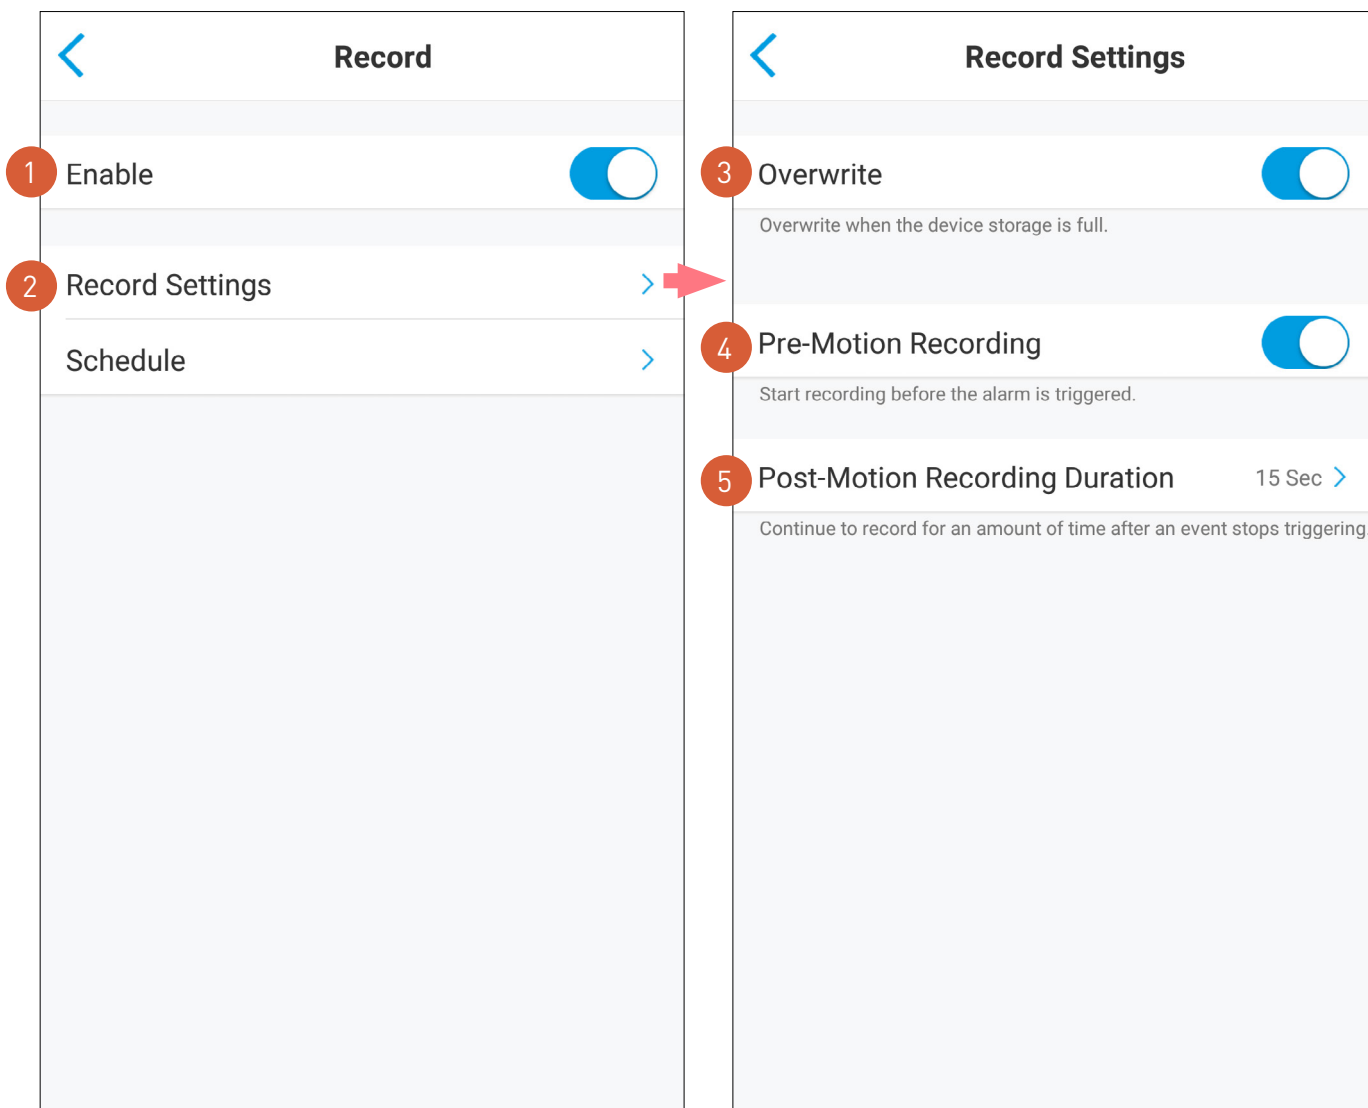 Record
1 Enable
2 Record Settings
Schedule
Record Settings
3 Overwrite
Overwrite when the device storage is full.
4 Pre-Motion Recording
Start recording before the alarm is triggered.
5 Post-Motion Recording Duration 15 Sec
Continue to record for an amount of time after an event stops triggering.